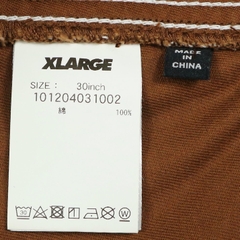 XLARGE
SIZE: 30inch
101204031002
綿 100%
MADE IN CHINA